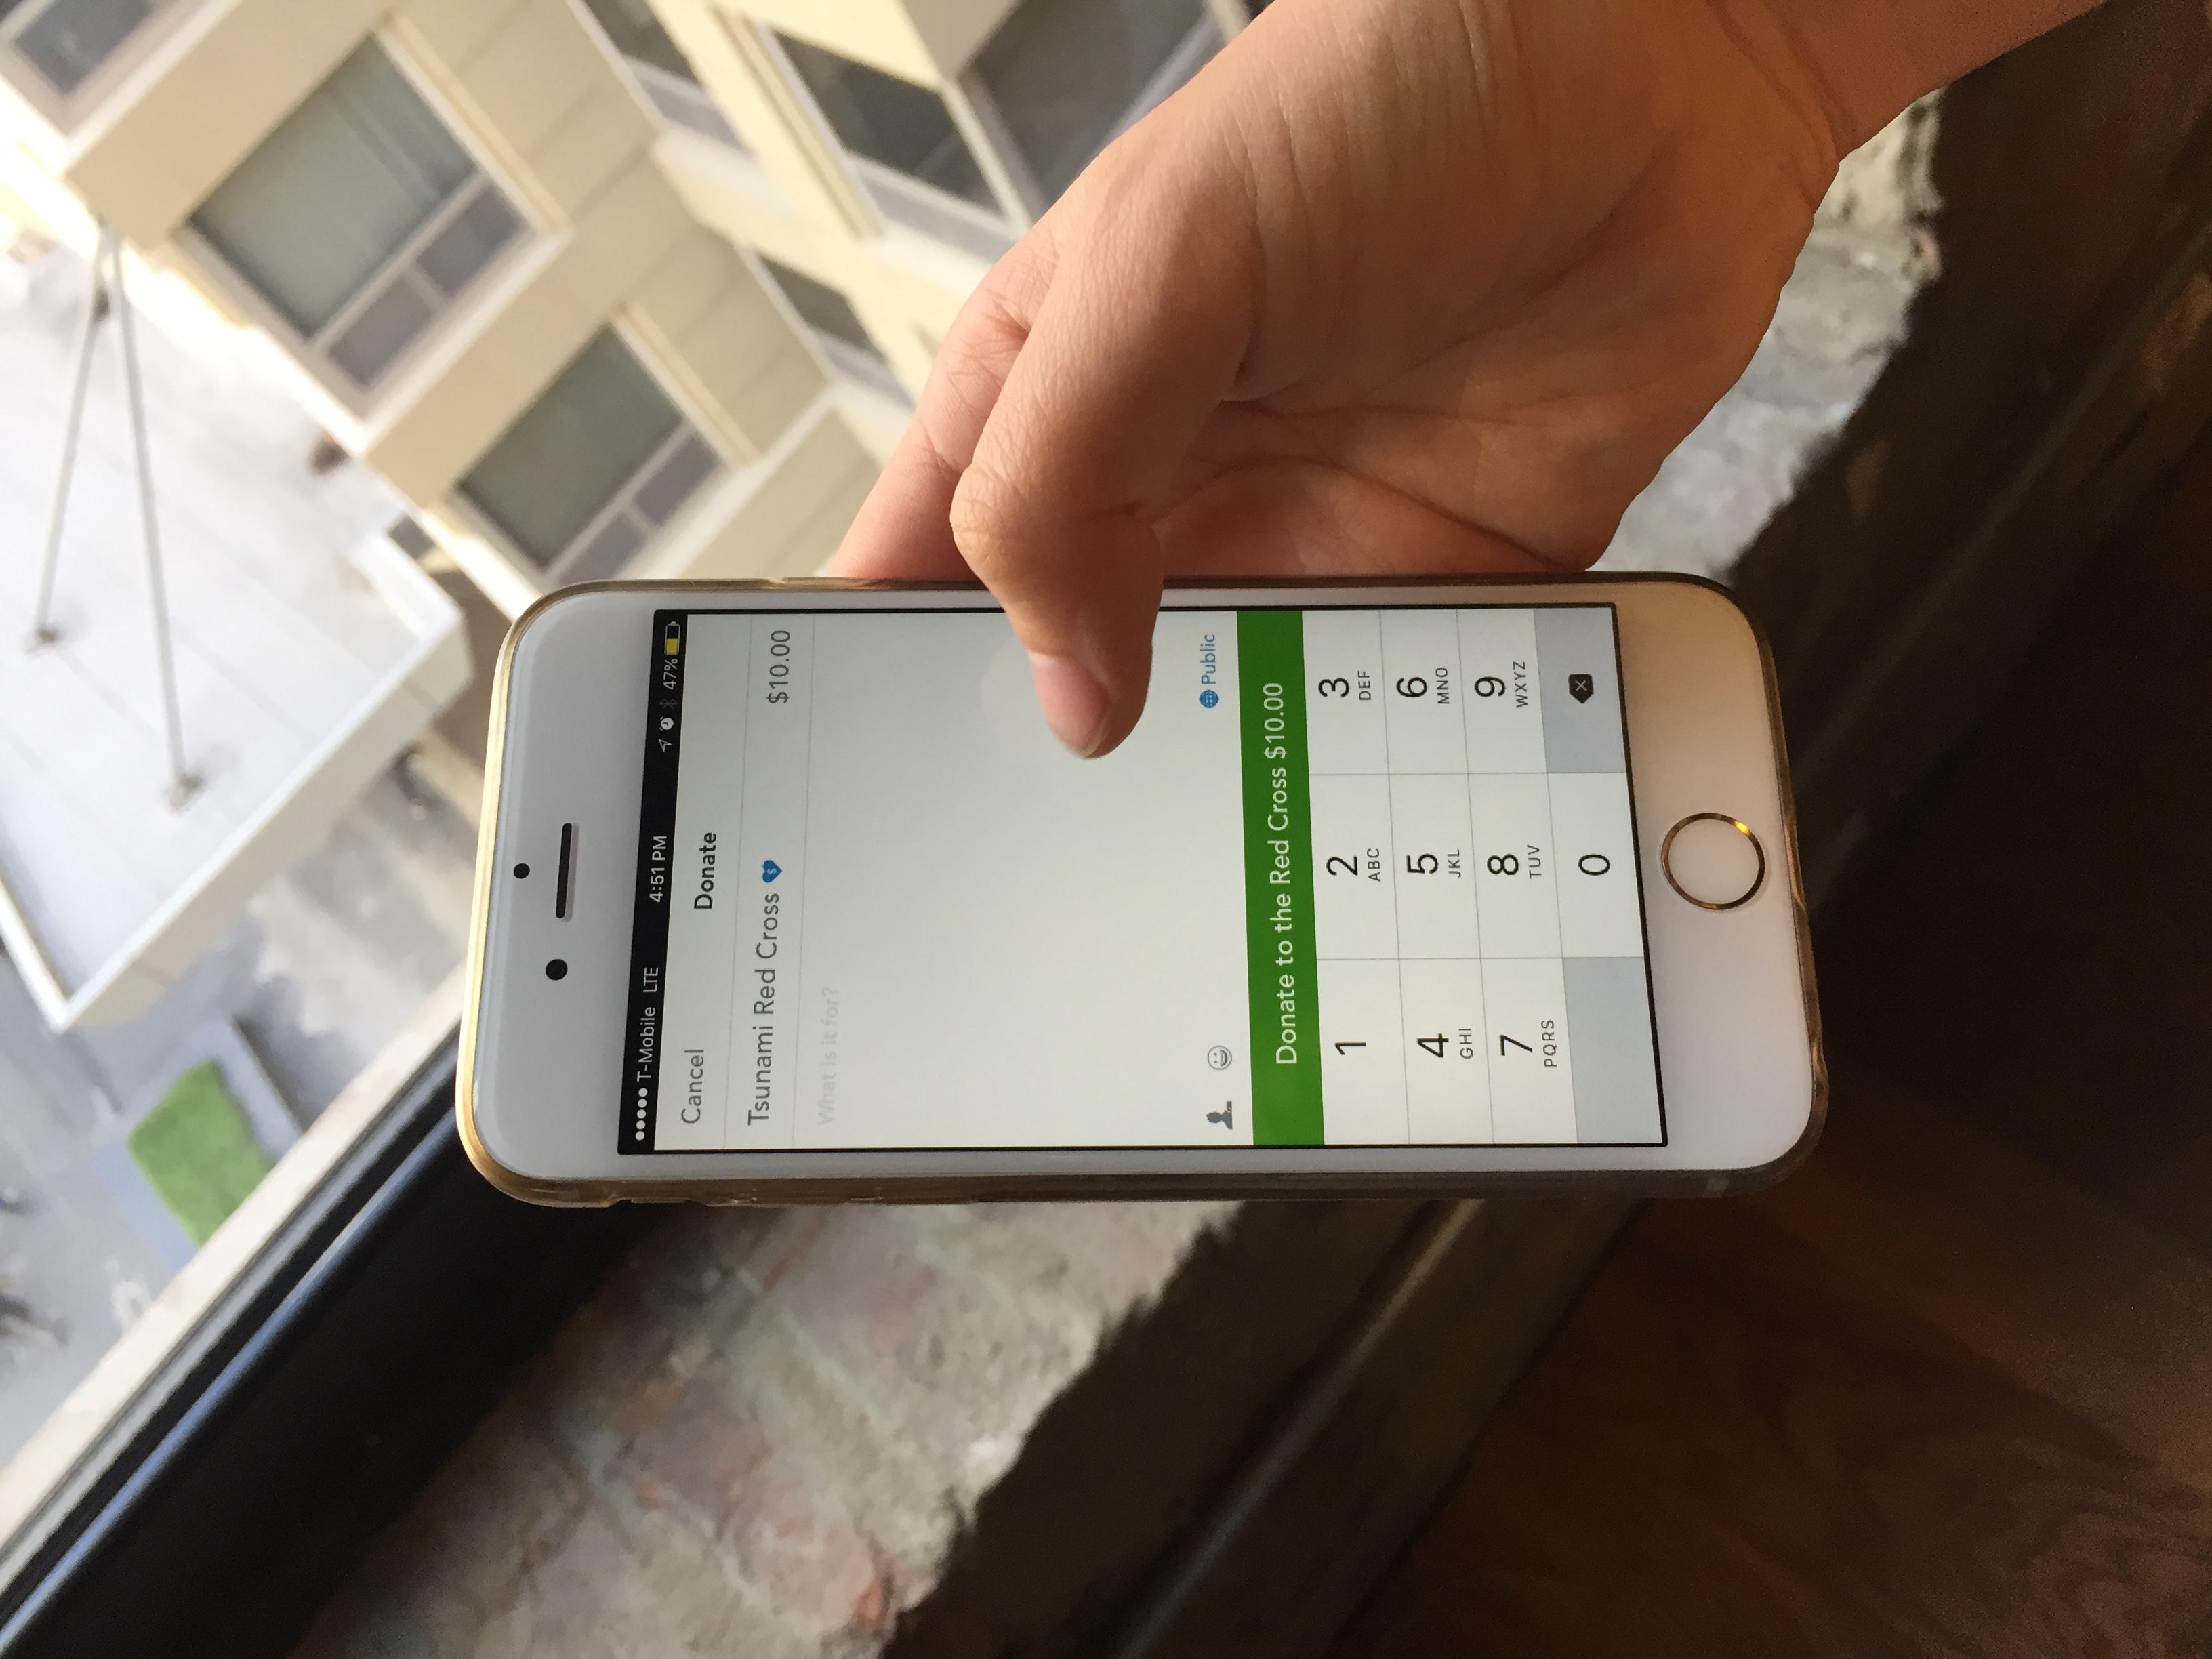 T-Mobile LTE 4:51 PM 47%
Cancel Donate
Tsunami Red Cross $10.00
What is it for?
Public
Donate to the Red Cross $10.00
1 2 3
ABC DEF
4 5 6
GHI JKL MNO
7 8 9
PQRS TUV WXYZ
0